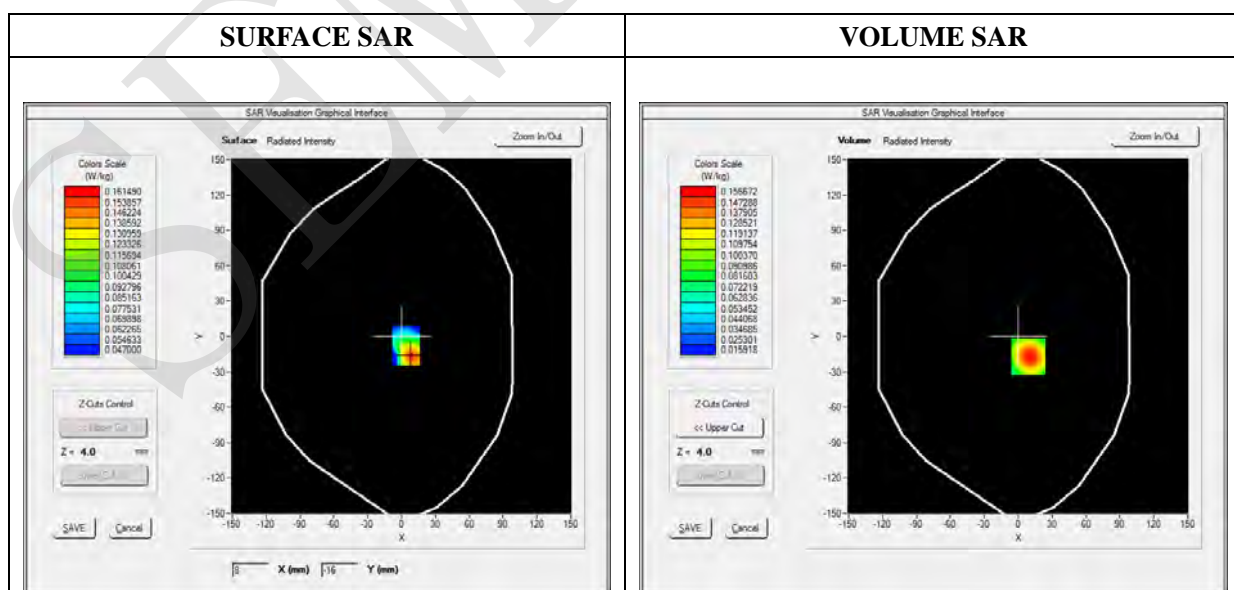 SURFACE SAR
VOLUME SAR
SAR Visualisation Graphical Interface
Surface Radiated Intensity
Zoom In/Out
Colors Scale
(W/kg)
0.161490
0.153857
0.146224
0.138592
0.130959
0.123326
0.115694
0.108061
0.100429
0.092796
0.085163
0.077531
0.069898
0.062265
0.054633
0.047000
150
120
90
60
30
0
-30
-60
-90
-120
-150
Y
-150 -120 -90 -60 -30 0 30 60 90 120 150
X
Z-Cuts Control
<< Upper Cut
Z = 4.0 mm
SAVE Cancel
8 X (mm) -16 Y (mm)
SAR Visualisation Graphical Interface
Volume Radiated Intensity
Zoom In/Out
Colors Scale
(W/kg)
0.156672
0.147288
0.137905
0.128521
0.119137
0.109754
0.100370
0.090986
0.081603
0.072219
0.062836
0.053452
0.044068
0.034685
0.025301
0.015918
150
120
90
60
30
0
-30
-60
-90
-120
-150
Y
-150 -120 -90 -60 -30 0 30 60 90 120 150
X
Z-Cuts Control
<< Upper Cut
Z = 4.0 mm
SAVE Cancel